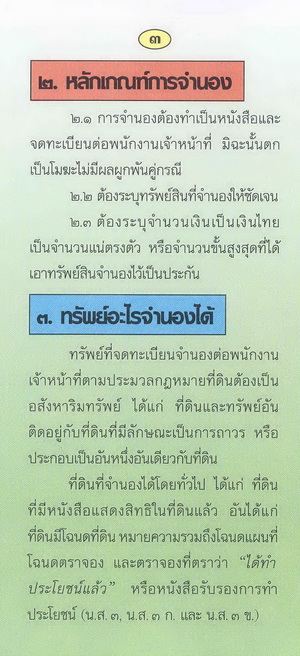 ๓
๒. หลักเกณฑ์การจำนอง
๒.๑ การจำนองต้องทำเป็นหนังสือและ
จดทะเบียนต่อพนักงานเจ้าหน้าที่ มิฉะนั้นตก
เป็นโมฆะไม่มีผลผูกพันคู่กรณี
๒.๒ ต้องระบุทรัพย์สินที่จำนองให้ชัดเจน
๒.๓ ต้องระบุจำนวนเงินเป็นเงินไทย
เป็นจำนวนแน่ตรงตัว หรือจำนวนขั้นสูงสุดที่ได้
เอาทรัพย์สินจำนองไว้เป็นประกัน
๓. ทรัพย์อะไรจำนองได้
ทรัพย์ที่จดทะเบียนจำนองต่อพนักงาน
เจ้าหน้าที่ตามประมวลกฎหมายที่ดินต้องเป็น
อสังหาริมทรัพย์ ได้แก่ ที่ดินและทรัพย์อัน
ติดอยู่กับที่ดินที่มีลักษณะเป็นการถาวร หรือ
ประกอบเป็นอันหนึ่งอันเดียวกับที่ดิน
ที่ดินที่จำนองได้โดยทั่วไป ได้แก่ ที่ดิน
ที่มีหนังสือแสดงสิทธิในที่ดินแล้ว อันได้แก่
ที่ดินมีโฉนดที่ดิน หมายความรวมถึงโฉนดแผนที่
โฉนดตราจอง และตราจองที่ตราว่า “ได้ทำ
ประโยชน์แล้ว” หรือหนังสือรับรองการทำ
ประโยชน์ (น.ส.๓, น.ส.๓ ก. และ น.ส.๓ ข.)